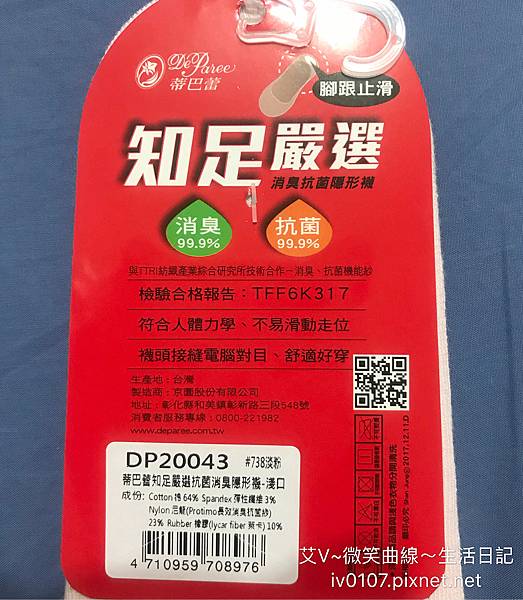 DeParee
蒂巴蕾
腳跟止滑
知足嚴選
消臭抗菌隱形襪
消臭
99.9%
抗菌
99.9%
與TTRI紡織產業綜合研究所技術合作－消臭、抗菌機能紗
檢驗合格報告：TFF6K317
符合人體力學、不易滑動走位
襪頭接縫電腦對目、舒適好穿
生產地：台灣
製造商：京園股份有限公司
地址：彰化縣和美鎮彰新路三段548號
消費者服務專線：0800-221982
www.deparee.com.tw
DP20043 #738淡粉
蒂巴蕾知足嚴選抗菌消臭隱形襪-淺口
成份：Cotton 棉 64% Spandex 彈性纖維 3%
Nylon 尼龍(Protimo長效消臭抗菌紗)
23% Rubber 橡膠(lycar fiber 萊卡) 10%
4 710959 708976
艾V~微笑曲線～生活日記
iv0107.pixnet.net